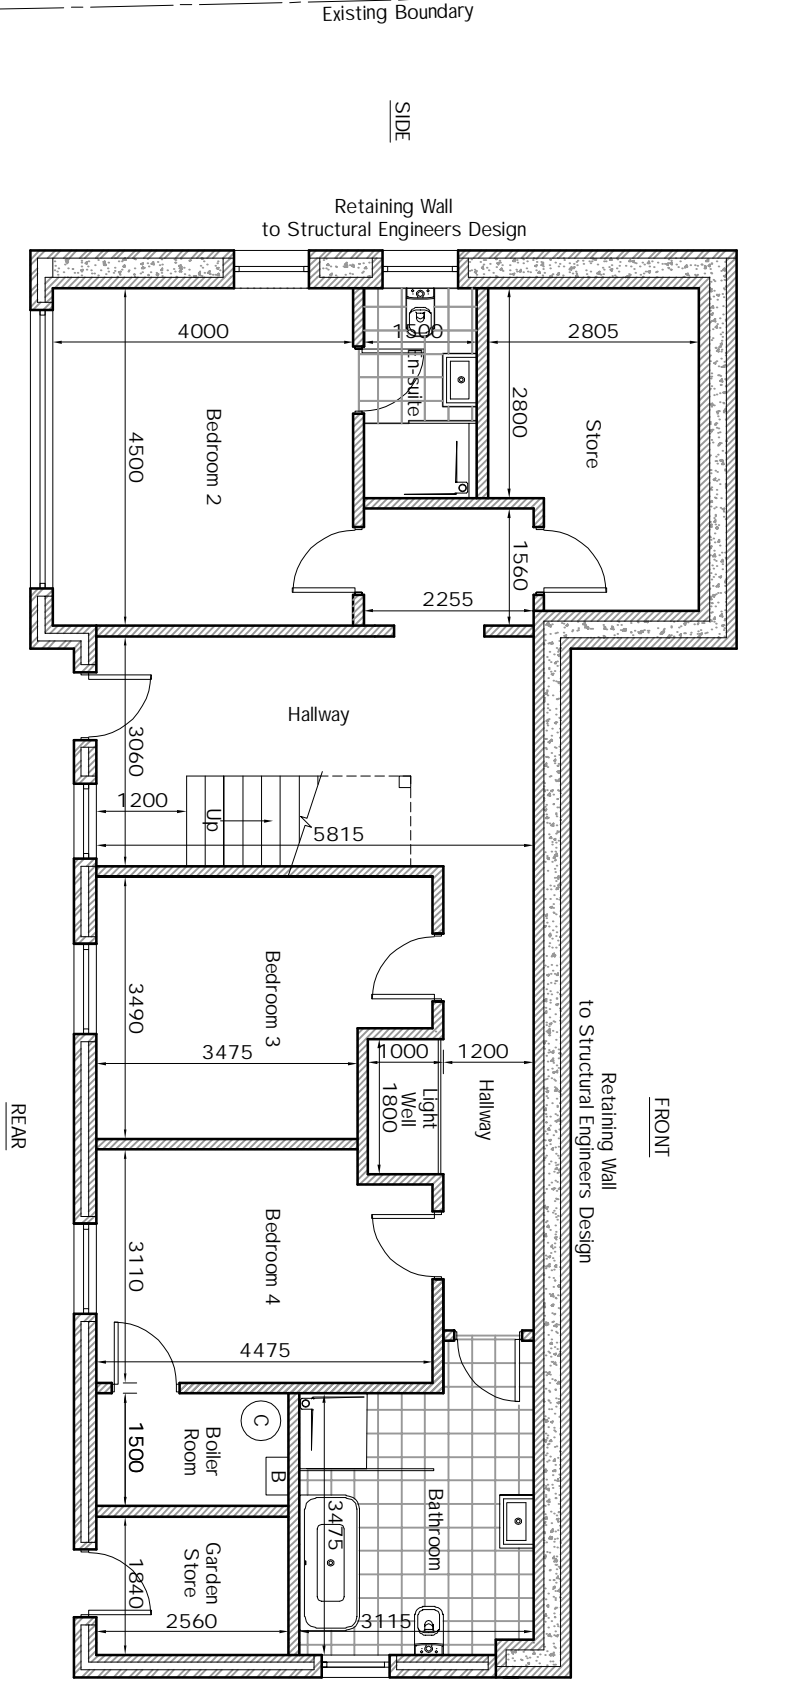 Existing Boundary
SIDE
Retaining Wall
to Structural Engineers Design
4000
1500
2805
En-suite
2800
Store
Bedroom 2
4500
1560
2255
Hallway
3060
1200
Up
5815
Bedroom 3
3490
3475
1000
1200
Light
Well
1800
Hallway
Retaining Wall
to Structural Engineers Design
FRONT
REAR
Bedroom 4
3110
4475
1500
Boiler
Room
C
B
Bathroom
3475
Garden
Store
1840
2560
3115